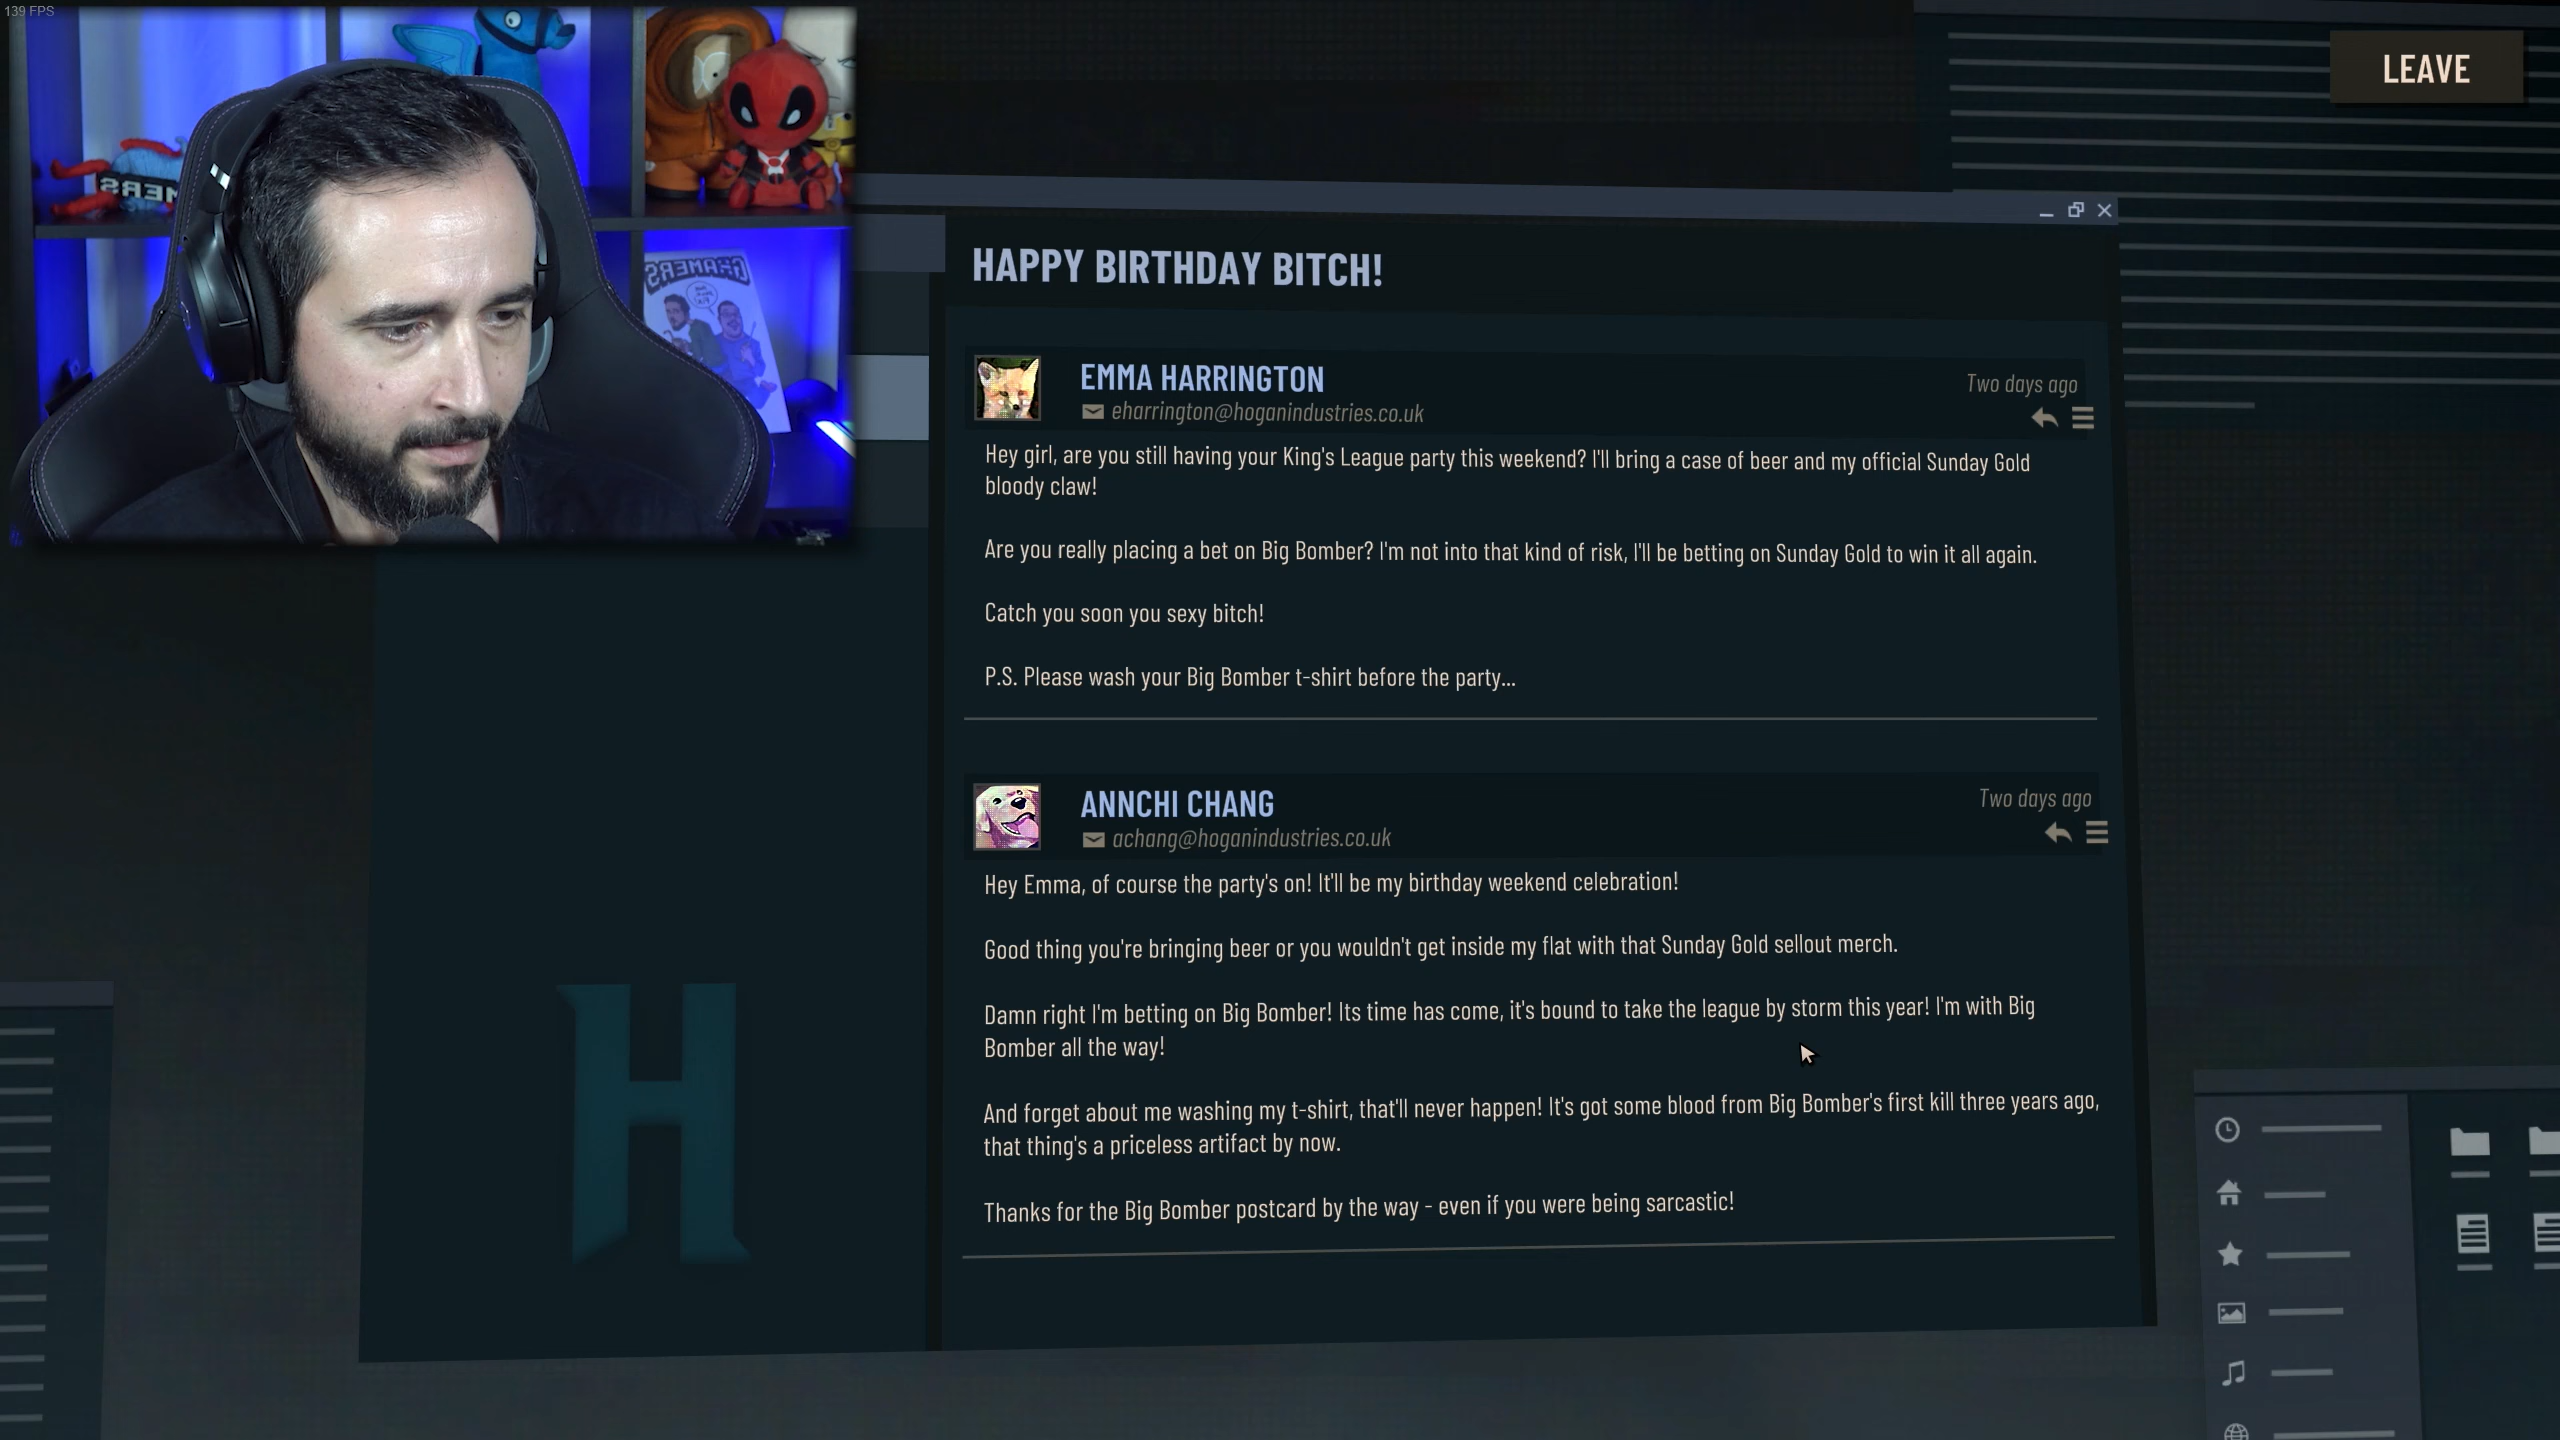 139 FPS
LEAVE
HAPPY BIRTHDAY BITCH!
EMMA HARRINGTON
Two days ago
eharrington@hoganindustries.co.uk
Hey girl, are you still having your King's League party this weekend? I'll bring a case of beer and my official Sunday Gold
bloody claw!
Are you really placing a bet on Big Bomber? I'm not into that kind of risk, I'll be betting on Sunday Gold to win it all again.
Catch you soon you sexy bitch!
P.S. Please wash your Big Bomber t-shirt before the party...
ANNCHI CHANG
Two days ago
achang@hoganindustries.co.uk
Hey Emma, of course the party's on! It'll be my birthday weekend celebration!
Good thing you're bringing beer or you wouldn't get inside my flat with that Sunday Gold sellout merch.
Damn right I'm betting on Big Bomber! Its time has come, it's bound to take the league by storm this year! I'm with Big
Bomber all the way!
And forget about me washing my t-shirt, that'll never happen! It's got some blood from Big Bomber's first kill three years ago,
that thing's a priceless artifact by now.
Thanks for the Big Bomber postcard by the way - even if you were being sarcastic!
H